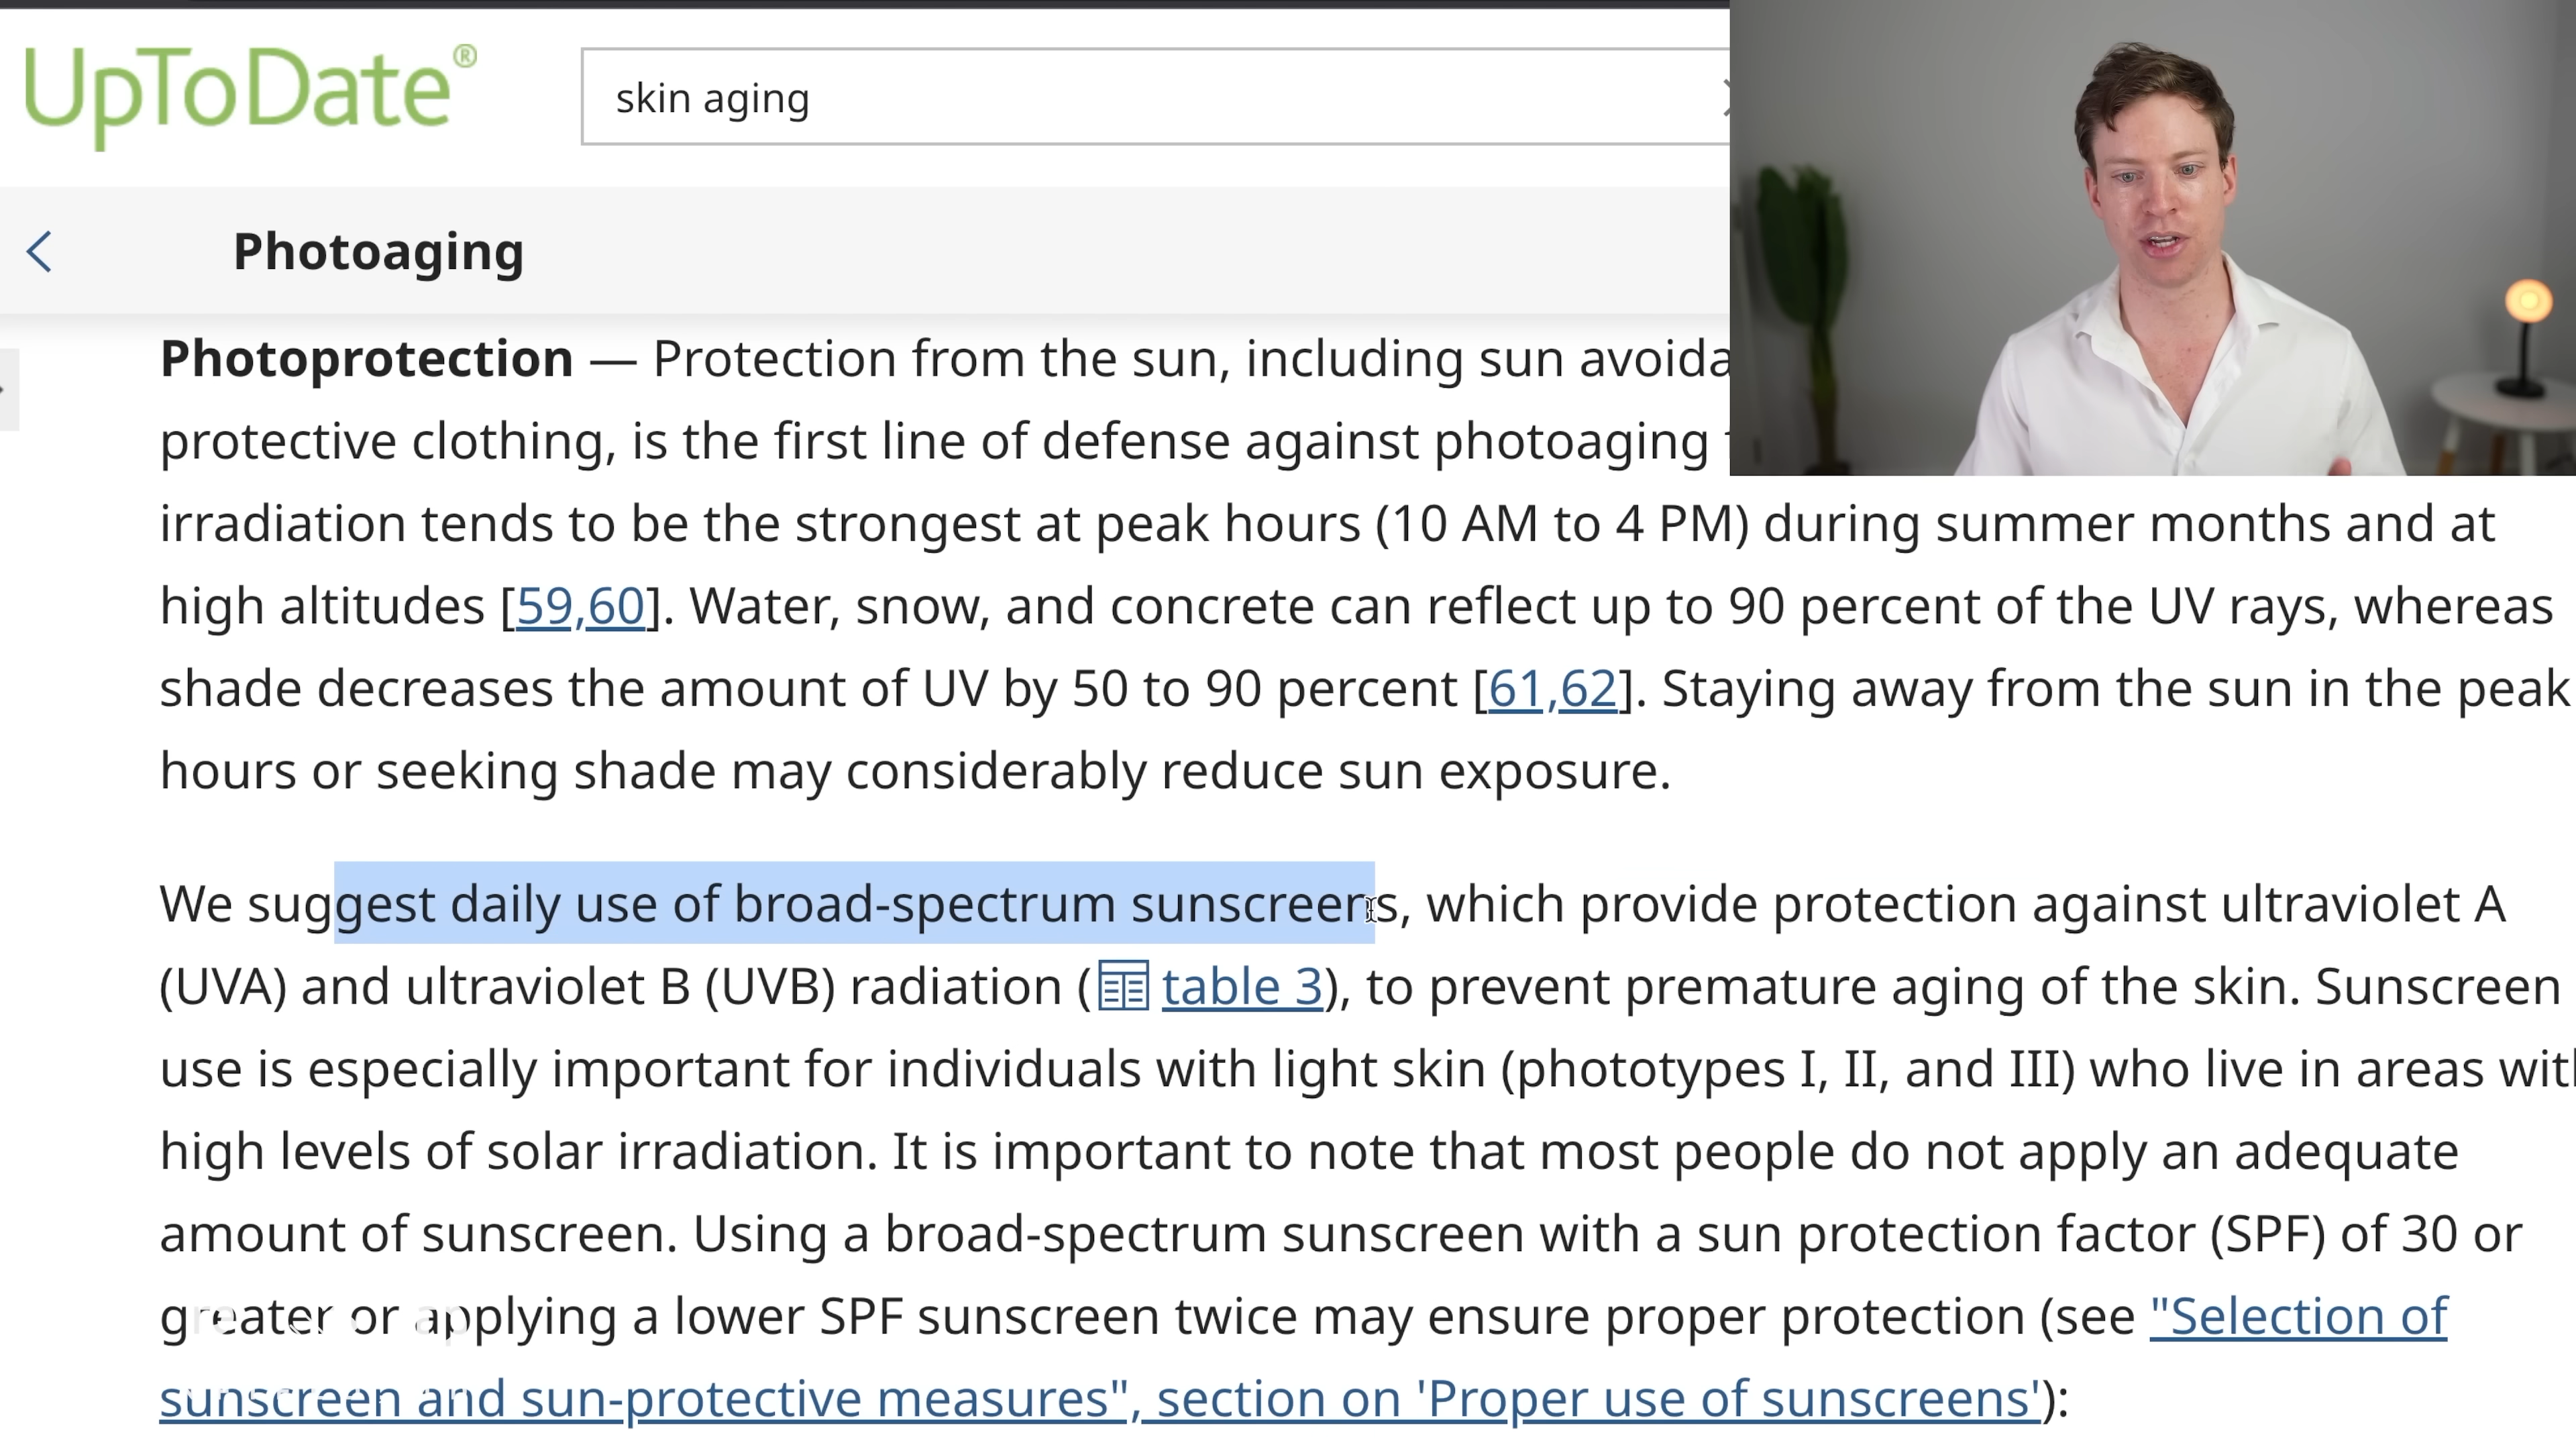 UpToDate®
skin aging
Photoaging
Photoprotection — Protection from the sun, including sun
protective clothing, is the first line of defense against photoaging
irradiation tends to be the strongest at peak hours (10 AM to 4 PM) during summer months and at
high altitudes [59,60]. Water, snow, and concrete can reflect up to 90 percent of the UV rays, whereas
shade decreases the amount of UV by 50 to 90 percent [61,62]. Staying away from the sun in the peak
hours or seeking shade may considerably reduce sun exposure.
We suggest daily use of broad-spectrum sunscreens, which provide protection against ultraviolet A
(UVA) and ultraviolet B (UVB) radiation ( table 3), to prevent premature aging of the skin. Sunscreen
use is especially important for individuals with light skin (phototypes I, II, and III) who live in areas with
high levels of solar irradiation. It is important to note that most people do not apply an adequate
amount of sunscreen. Using a broad-spectrum sunscreen with a sun protection factor (SPF) of 30 or
greater or applying a lower SPF sunscreen twice may ensure proper protection (see "Selection of
sunscreen and sun-protective measures", section on 'Proper use of sunscreens'):